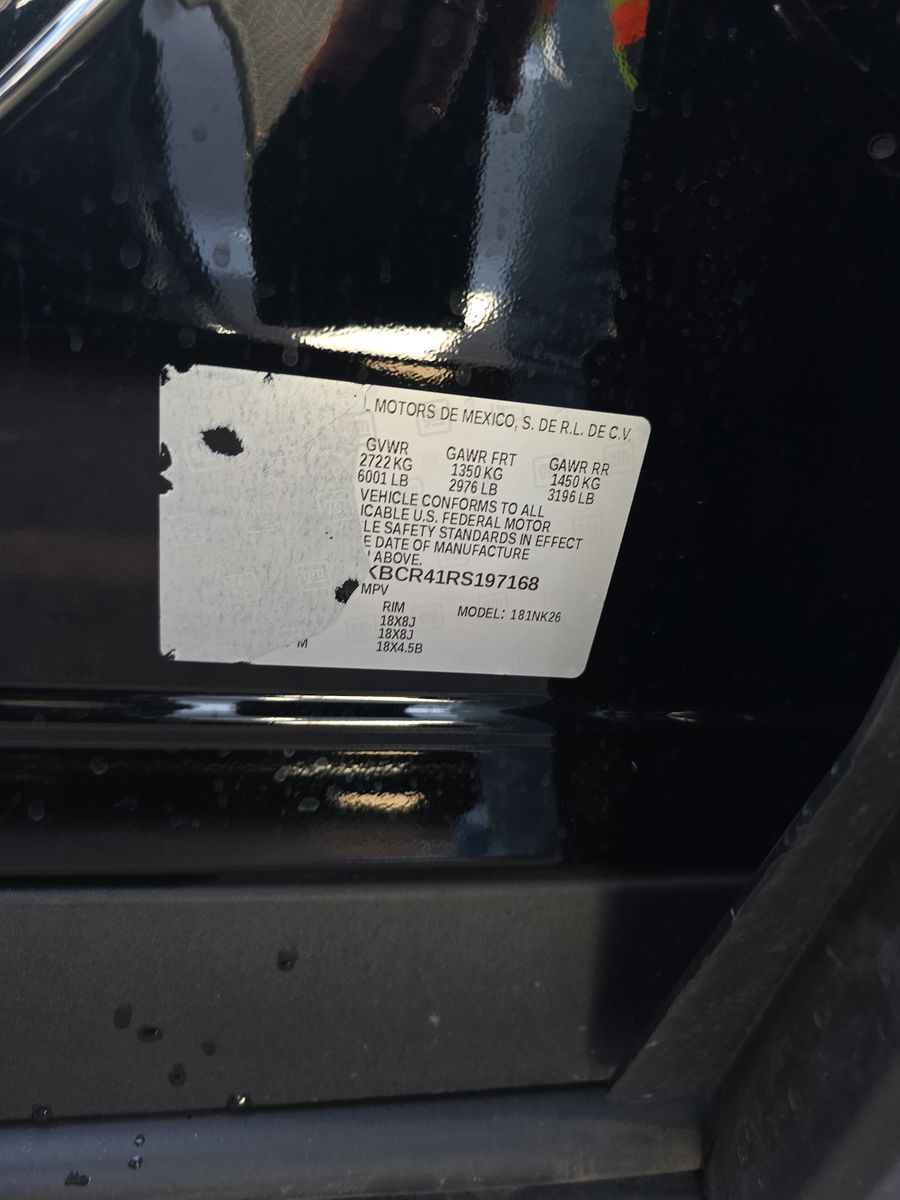 L MOTORS DE MEXICO, S. DE R.L. DE C.V.
GVWR GAWR FRT GAWR RR
2722 KG 1350 KG 1450 KG
6001 LB 2976 LB 3196 LB
VEHICLE CONFORMS TO ALL
ICABLE U.S. FEDERAL MOTOR
LE SAFETY STANDARDS IN EFFECT
E DATE OF MANUFACTURE
ABOVE.
KBCR41RS197168
MPV
RIM MODEL: 181NK26
18X8J
18X8J
M 18X4.5B